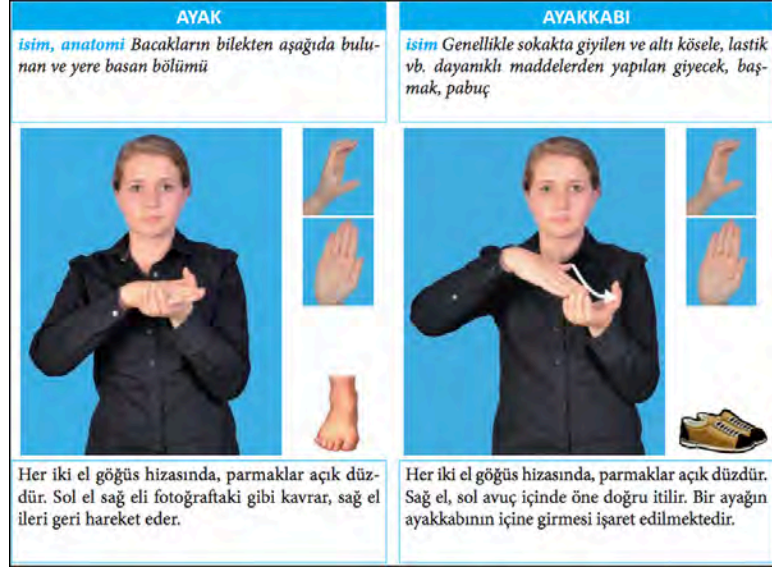 AYAK
isim, anatomi Bacakların bilekten aşağıda bulu-
nan ve yere basan bölümü
Her iki el göğüs hizasında, parmaklar açık düz-
dür. Sol el sağ eli fotoğraftaki gibi kavrar, sağ el
ileri geri hareket eder.
AYAKKABI
isim Genellikle sokakta giyilen ve altı kösele, lastik
vb. dayanıklı maddelerden yapılan giyecek, baş-
mak, pabuç
Her iki el göğüs hizasında, parmaklar açık düzdür.
Sağ el, sol avuç içinde öne doğru itilir. Bir ayağın
ayakkabının içine girmesi işaret edilmektedir.